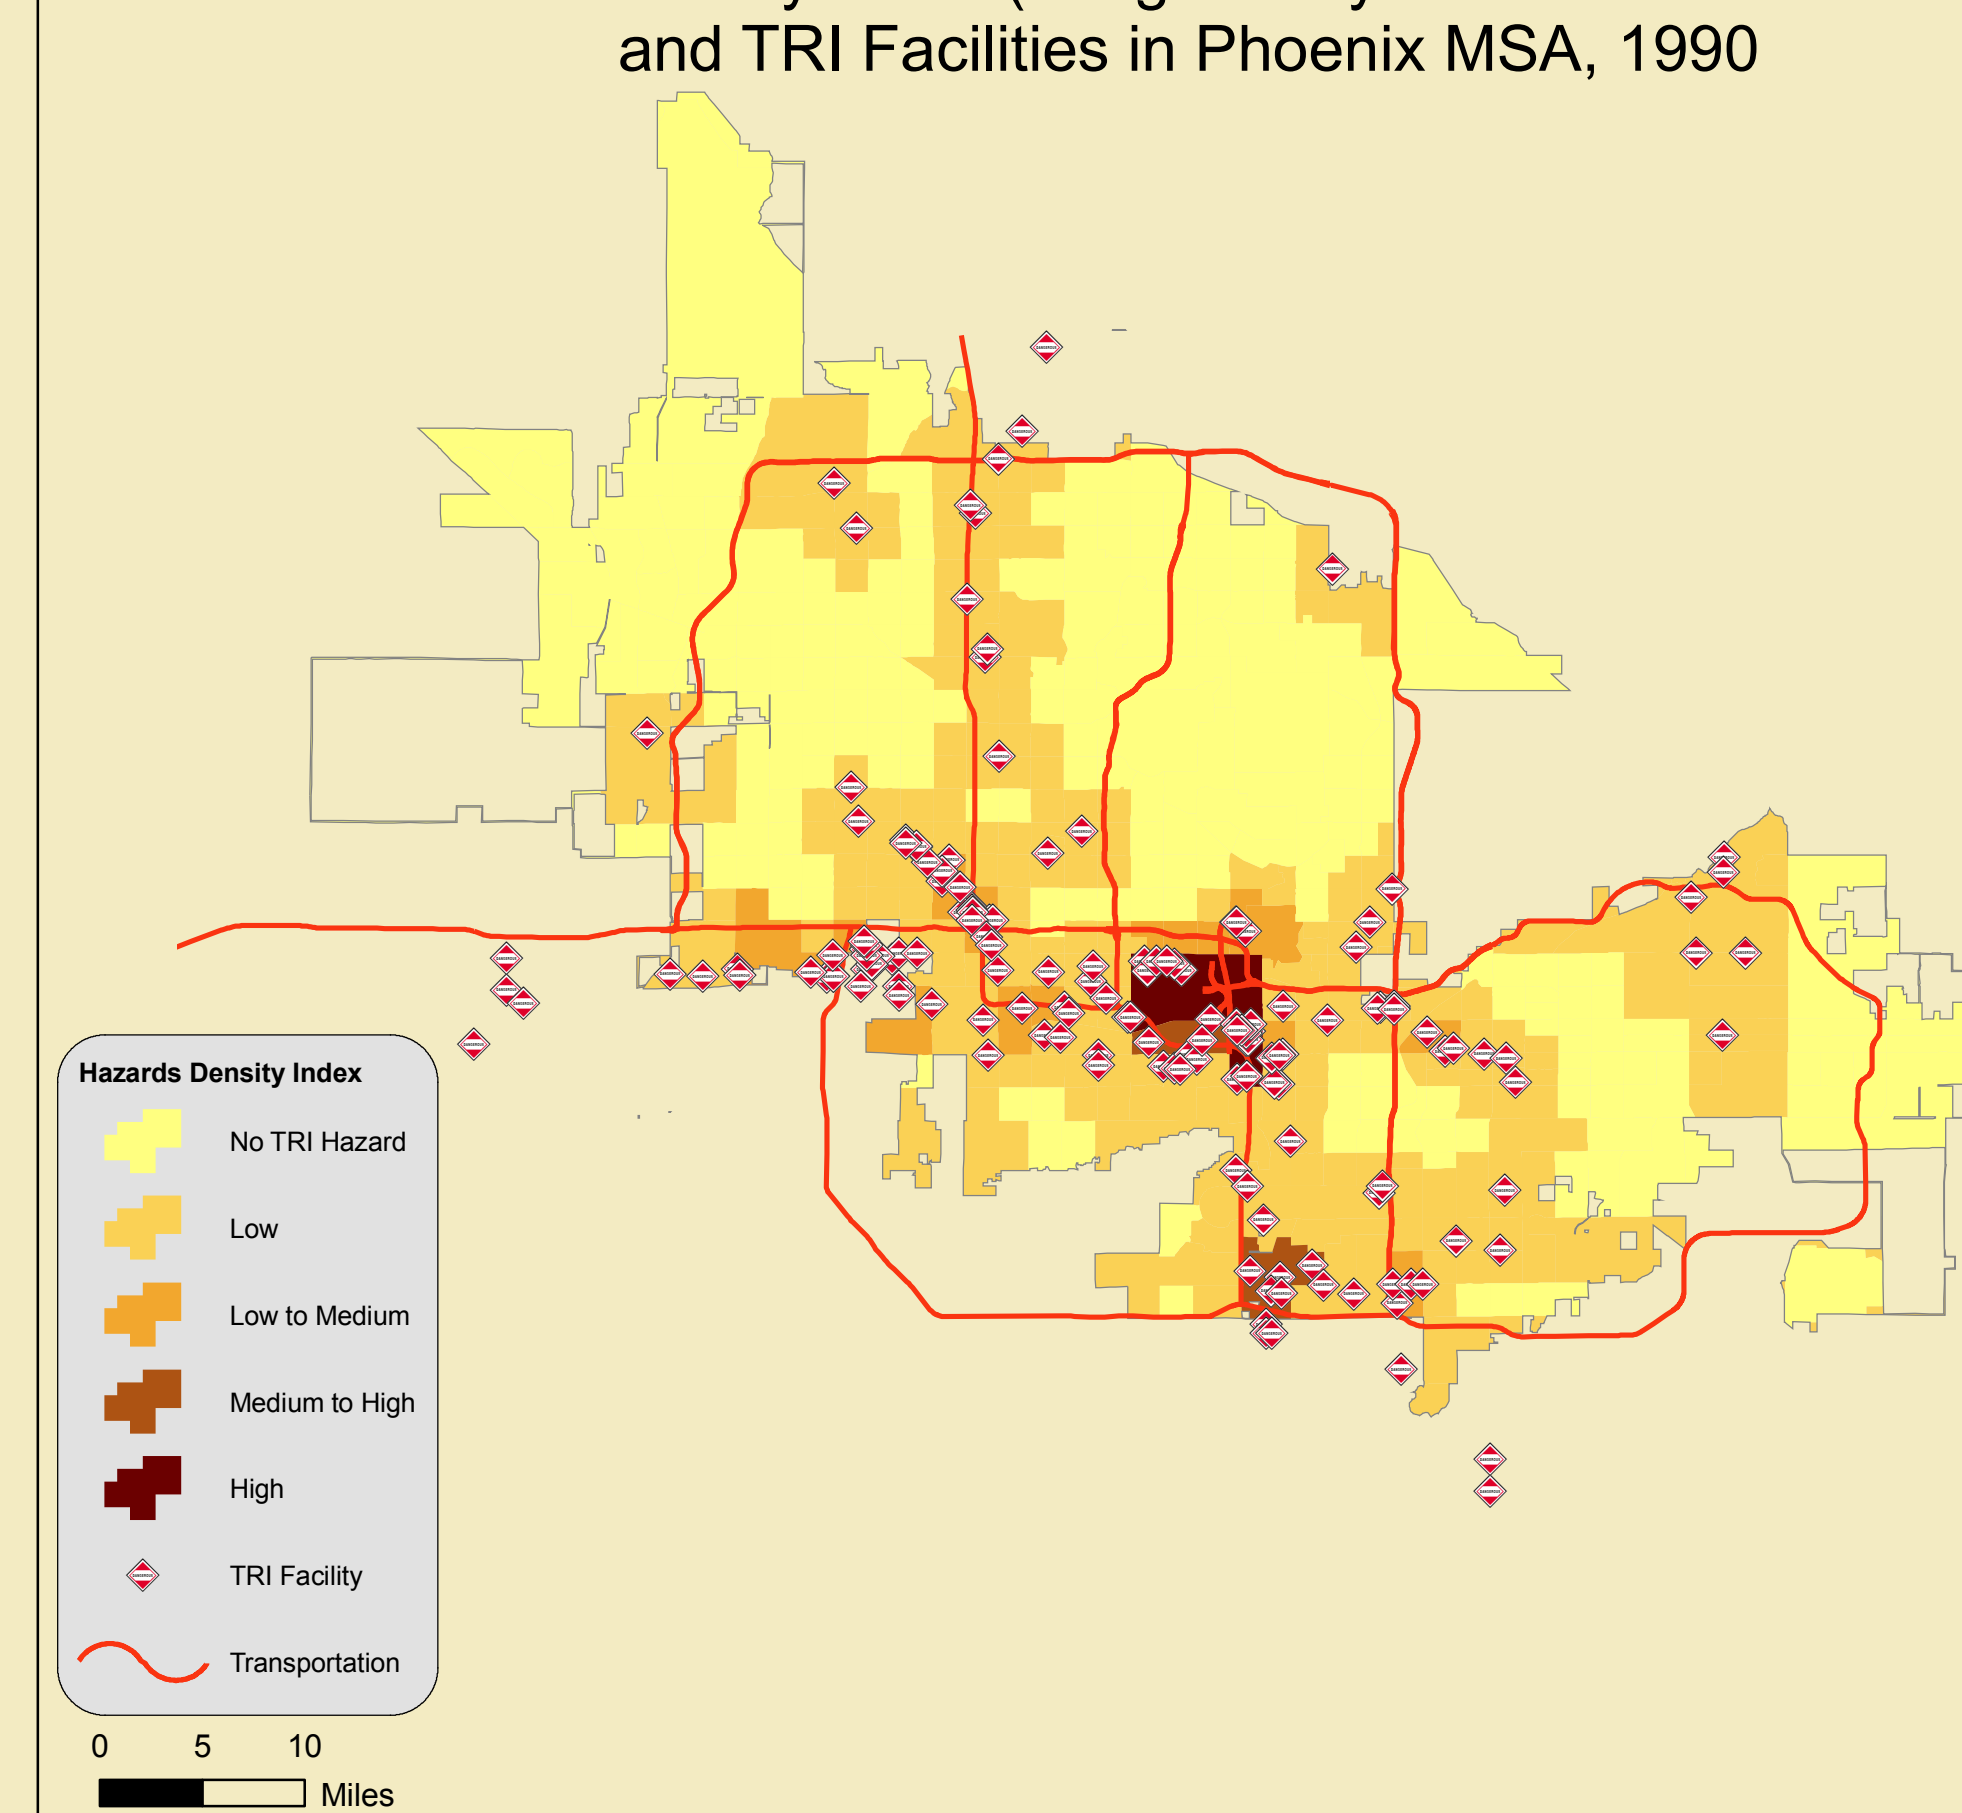 and TRI Facilities in Phoenix MSA, 1990
Hazards Density Index
No TRI Hazard
Low
Low to Medium
Medium to High
High
TRI Facility
Transportation
0 5 10
Miles